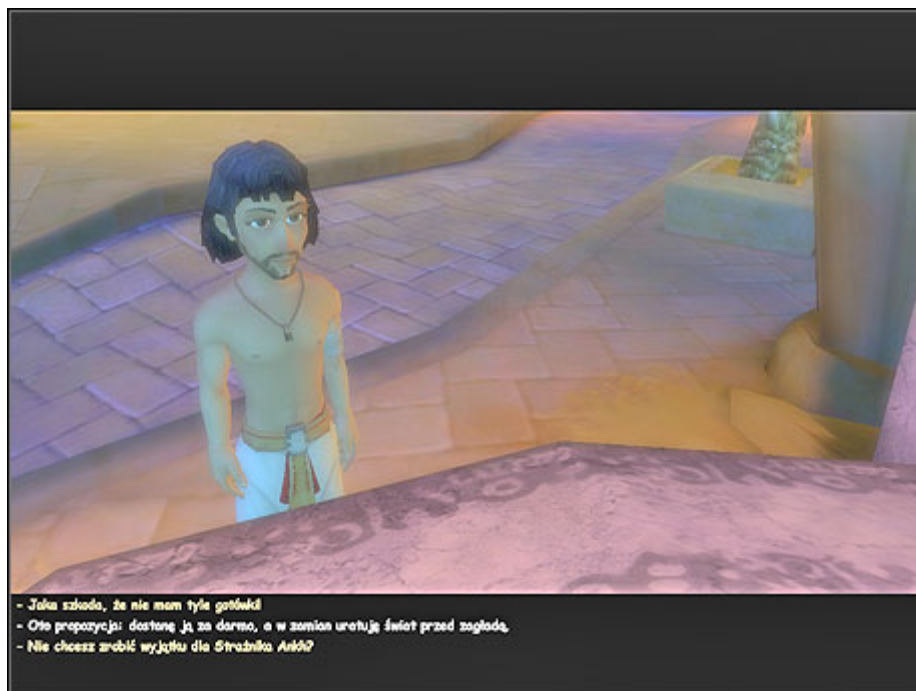 - Jaka szkoda, że nie mam tyle gotówki!
- Oto propozycja: dostanę ją za darmo, a w zamian uratuję świat przed zagładą.
- Nie chcesz zrobić wyjątku dla Strażnika Ankh?